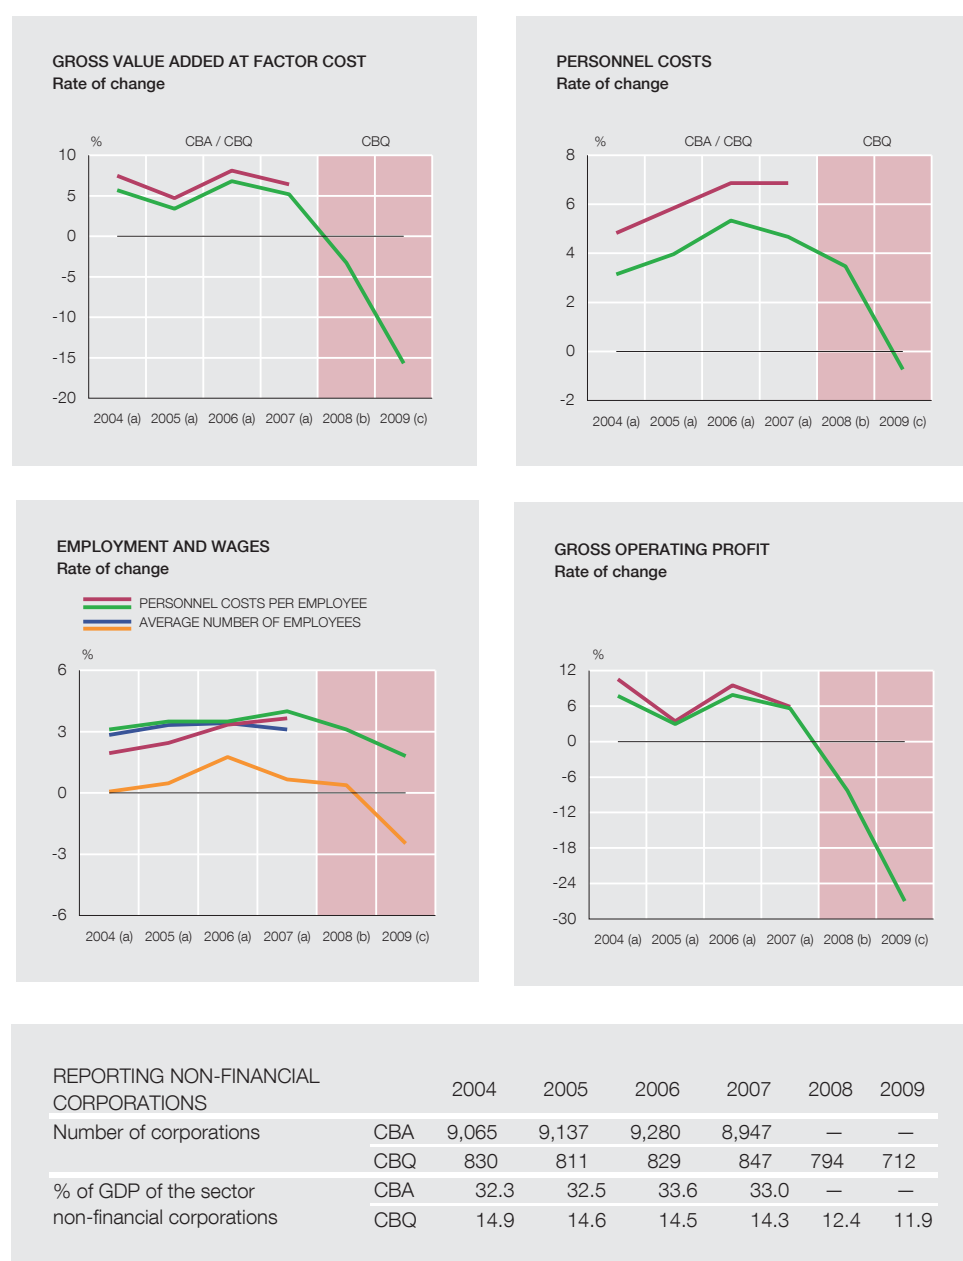 GROSS VALUE ADDED AT FACTOR COST
Rate of change
% CBA / CBQ CBQ
10
5
0
-5
-10
-15
-20
2004 (a) 2005 (a) 2006 (a) 2007 (a) 2008 (b) 2009 (c)
PERSONNEL COSTS
Rate of change
% CBA / CBQ CBQ
8
6
4
2
0
-2
2004 (a) 2005 (a) 2006 (a) 2007 (a) 2008 (b) 2009 (c)
EMPLOYMENT AND WAGES
Rate of change
PERSONNEL COSTS PER EMPLOYEE
AVERAGE NUMBER OF EMPLOYEES
%
6
3
0
-3
-6
2004 (a) 2005 (a) 2006 (a) 2007 (a) 2008 (b) 2009 (c)
GROSS OPERATING PROFIT
Rate of change
%
12
6
0
-6
-12
-18
-24
-30
2004 (a) 2005 (a) 2006 (a) 2007 (a) 2008 (b) 2009 (c)
REPORTING NON-FINANCIAL
CORPORATIONS
2004 2005 2006 2007 2008 2009
Number of corporations CBA 9,065 9,137 9,280 8,947 — —
CBQ 830 811 829 847 794 712
% of GDP of the sector CBA 32.3 32.5 33.6 33.0 — —
non-financial corporations CBQ 14.9 14.6 14.5 14.3 12.4 11.9